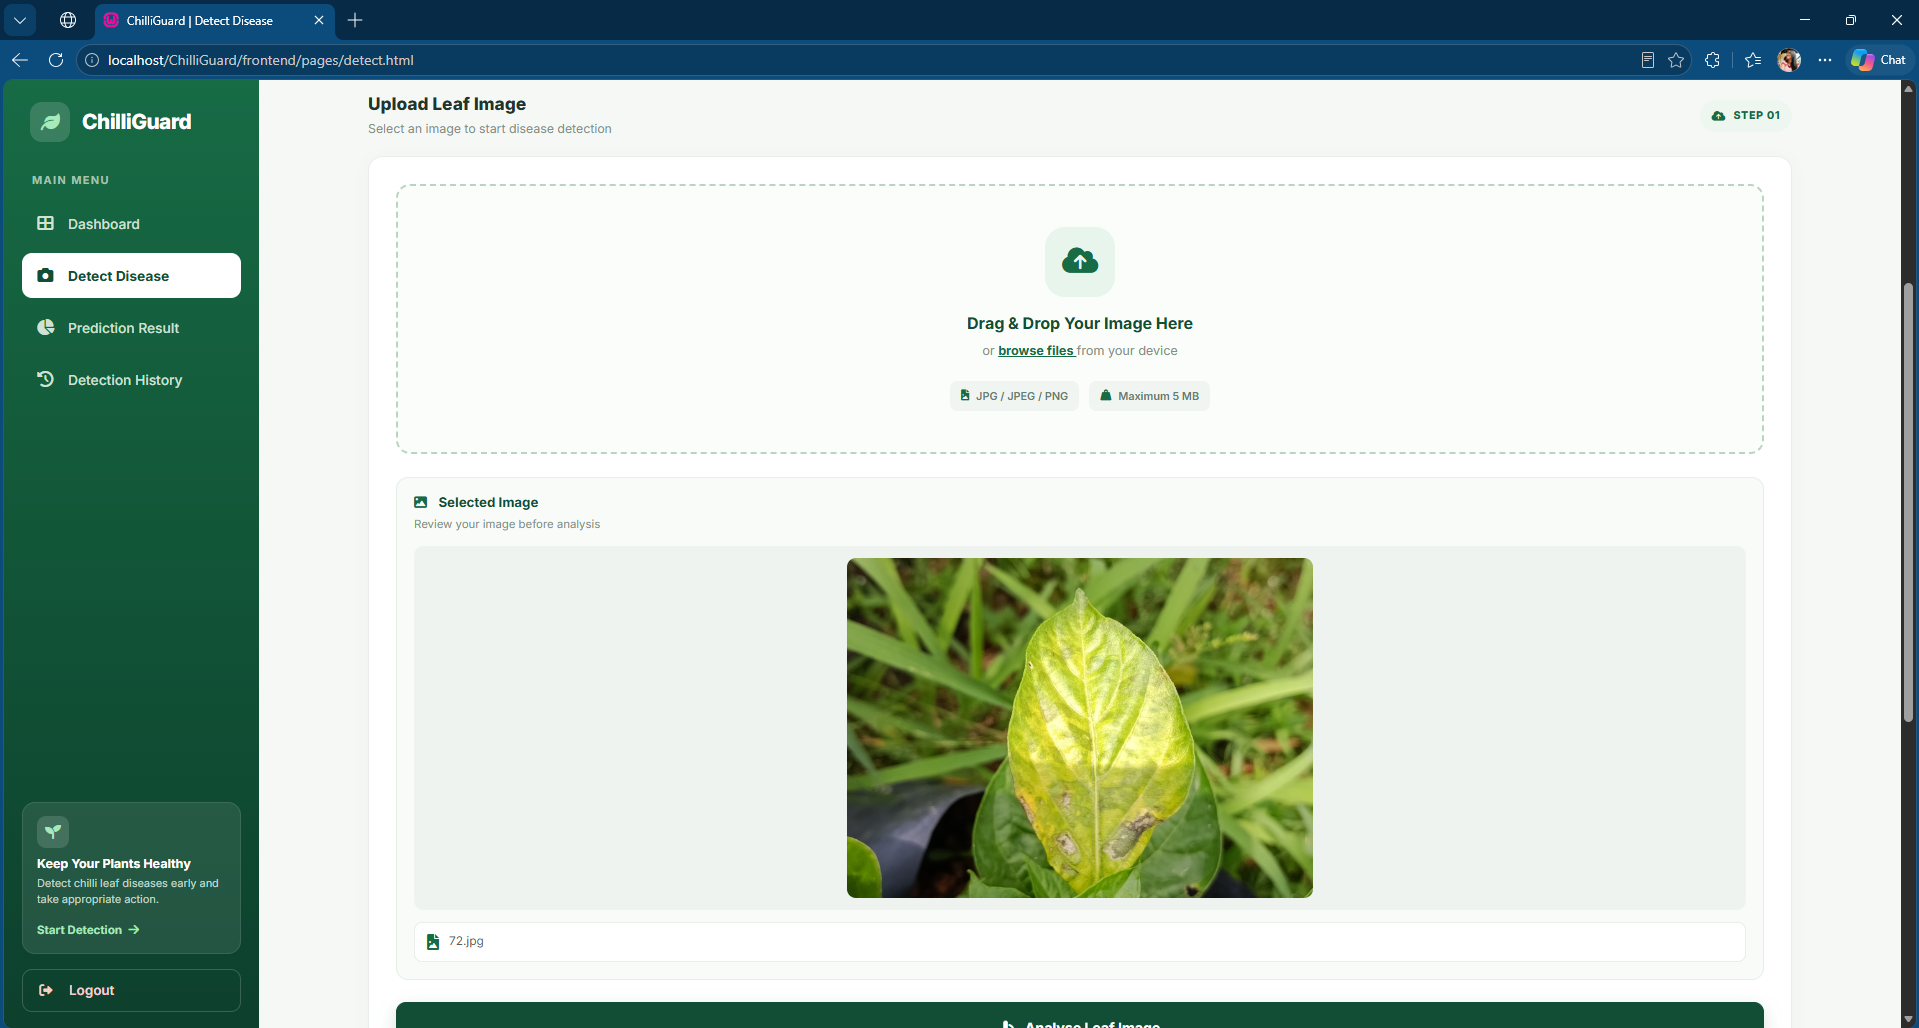 ChilliGuard | Detect Disease
localhost/ChilliGuard/frontend/pages/detect.html
Chat
ChilliGuard
MAIN MENU
Dashboard
Detect Disease
Prediction Result
Detection History
Keep Your Plants Healthy
Detect chilli leaf diseases early and
take appropriate action.
Start Detection →
Logout
Upload Leaf Image
Select an image to start disease detection
STEP 01
Drag & Drop Your Image Here
or browse files from your device
JPG / JPEG / PNG
Maximum 5 MB
Selected Image
Review your image before analysis
72.jpg
Analyse Leaf Image